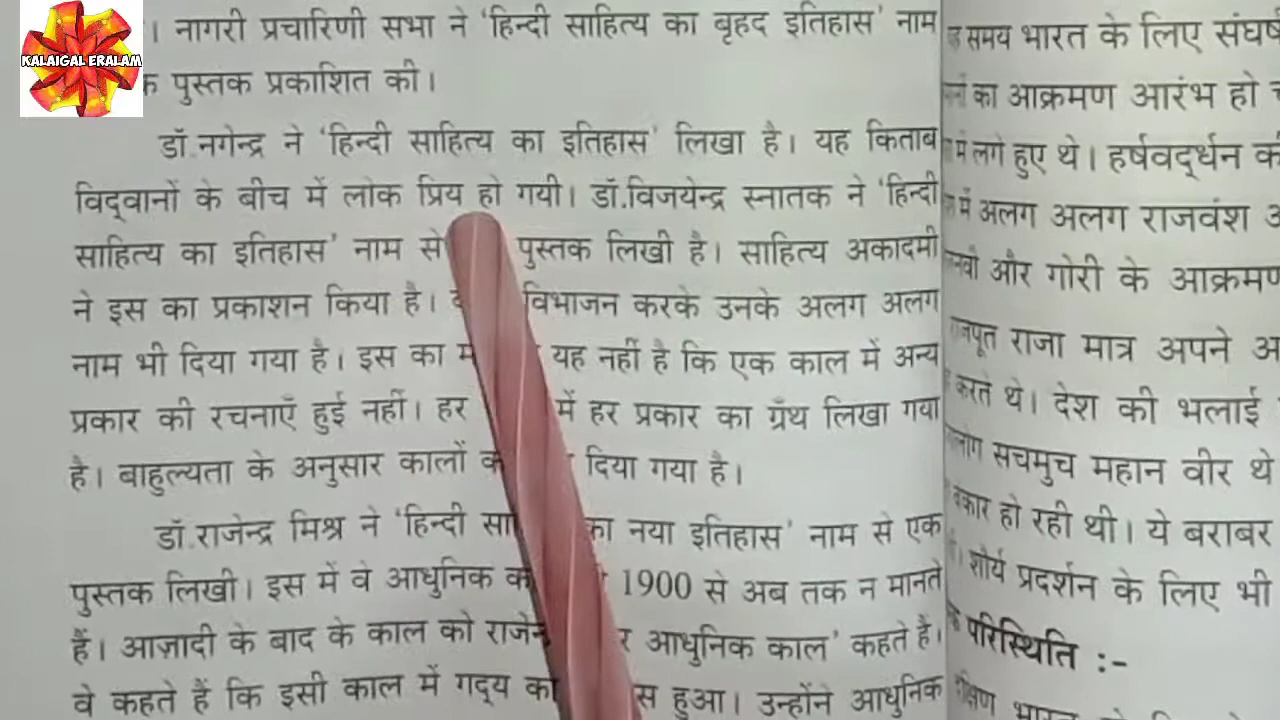 KALAIGAL ERALAM
। नागरी प्रचारिणी सभा ने ‘हिन्दी साहित्य का बृहद इतिहास’ नाम
पुस्तक प्रकाशित की।
डॉ.नगेन्द्र ने ‘हिन्दी साहित्य का इतिहास’ लिखा है। यह किताब
विद्‌वानों के बीच में लोक प्रिय हो गयी। डॉ.विजयेन्द्र स्नातक ने ‘हिन्दी
साहित्य का इतिहास’ नाम से पुस्तक लिखी है। साहित्य अकादमी
ने इस का प्रकाशन किया है। विभाजन करके उनके अलग अलग
नाम भी दिया गया है। इस का यह नहीं है कि एक काल में अन्य
प्रकार की रचनाएँ हुई नहीं। हर में हर प्रकार का ग्रँथ लिखा गया
है। बाहुल्यता के अनुसार कालों दिया गया है।
डॉ.राजेन्द्र मिश्र ने ‘हिन्दी का नया इतिहास’ नाम से एक
पुस्तक लिखी। इस में वे आधुनिक 1900 से अब तक न मानते
हैं। आज़ादी के बाद के काल को आधुनिक काल’ कहते है।
वे कहते हैं कि इसी काल में गद्‌य हुआ। उन्होंने आधुनिक
समय भारत के लिए संघर्ष
का आक्रमण आरंभ हो
में लगे हुए थे। हर्षवर्द्‌धन
में अलग अलग राजवंश
और गोरी के आक्रमण
राजा मात्र अपने
करते थे। देश की भलाई
सचमुच महान वीर थे
हो रही थी। ये बराबर
शौर्य प्रदर्शन के लिए भी
परिस्थिति :-